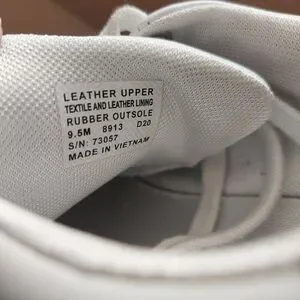 LEATHER UPPER
TEXTILE AND LEATHER LINING
RUBBER OUTSOLE
9.5M 8913 D20
S/N: 73057
MADE IN VIETNAM